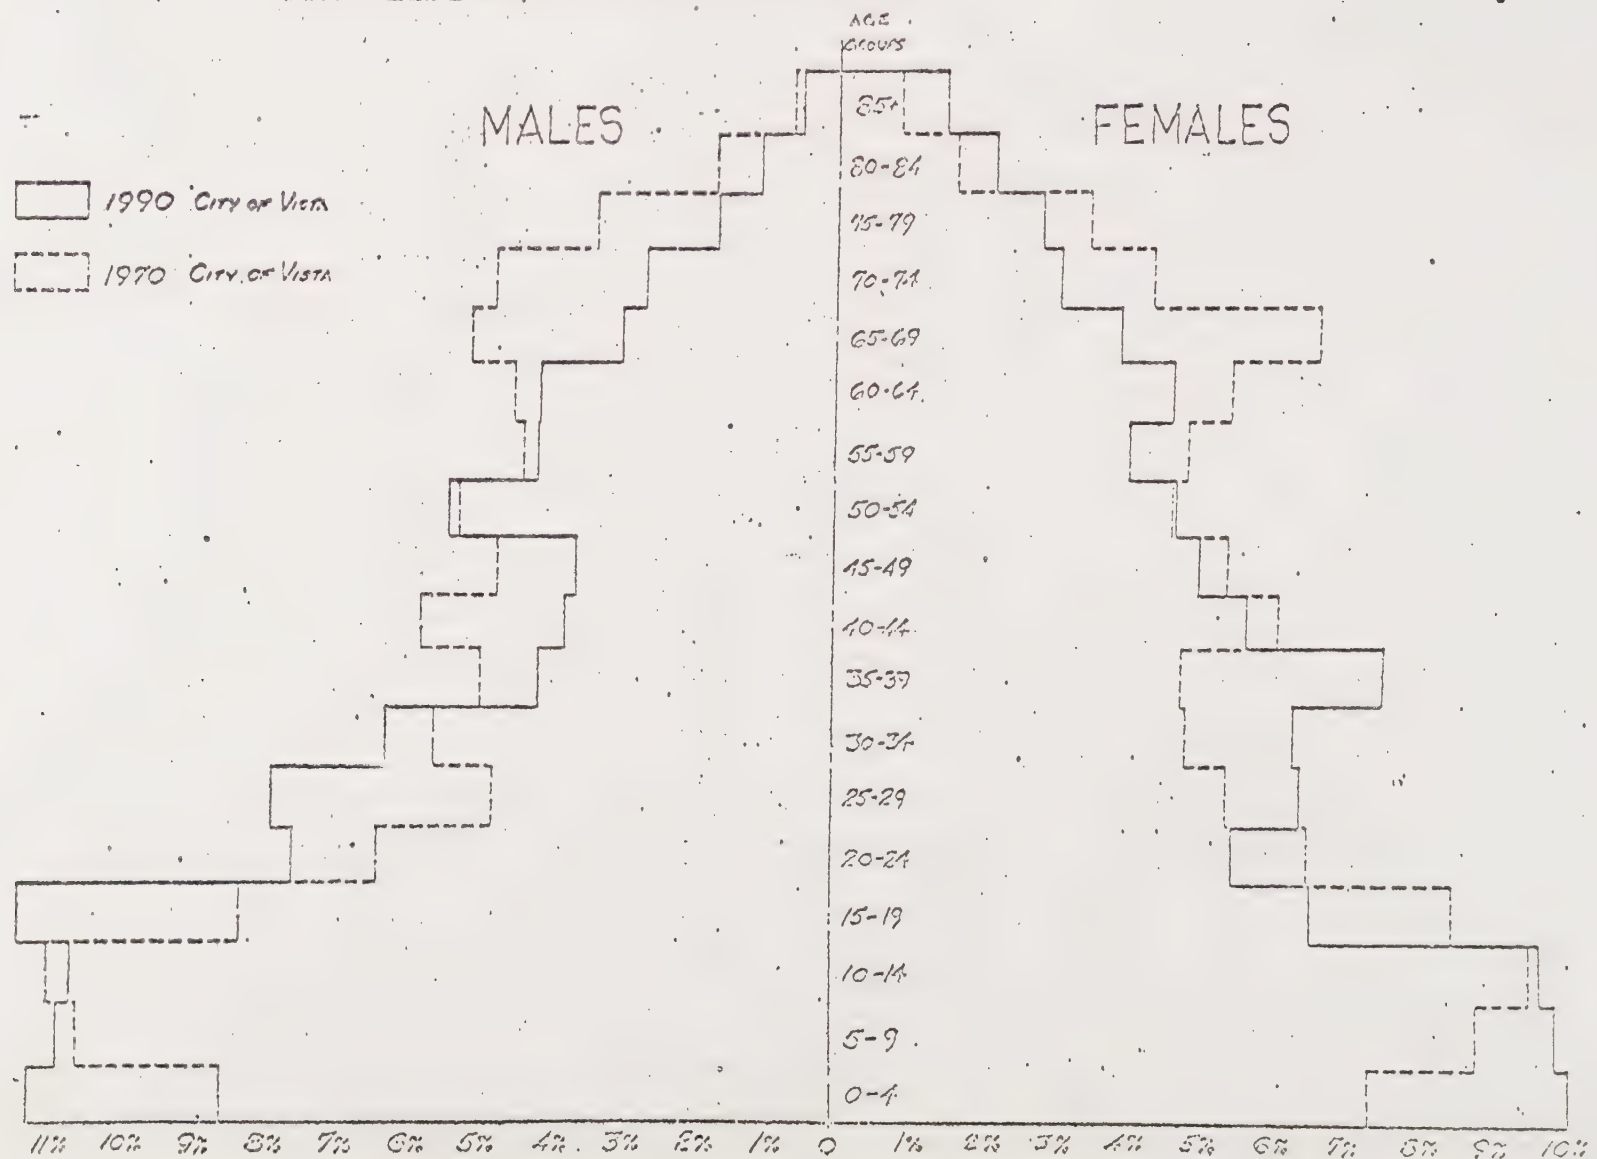 AGE
GROUPS
MALES
FEMALES
1990 CITY OF VISTA
1970 CITY OF VISTA
85+
80-84
75-79
70-74
65-69
60-64
55-59
50-54
45-49
40-44
35-39
30-34
25-29
20-24
15-19
10-14
5-9
0-4
11% 10% 9% 8% 7% 6% 5% 4% 3% 2% 1% 0 1% 2% 3% 4% 5% 6% 7% 8% 9% 10%